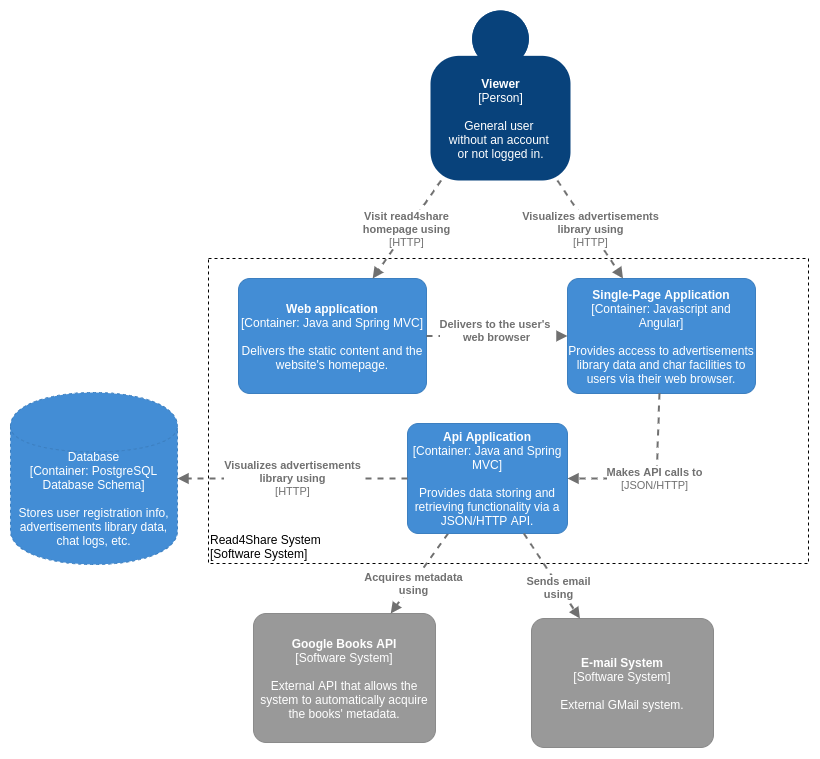 Viewer
[Person]
General user
without an account
or not logged in.
Visit read4share
homepage using
[HTTP]
Visualizes advertisements
library using
[HTTP]
Web application
[Container: Java and Spring MVC]
Delivers the static content and the
website's homepage.
Delivers to the user's
web browser
Single-Page Application
[Container: Javascript and
Angular]
Provides access to advertisements
library data and char facilities to
users via their web browser.
Database
[Container: PostgreSQL
Database Schema]
Stores user registration info,
advertisements library data,
chat logs, etc.
Visualizes advertisements
library using
[HTTP]
Api Application
[Container: Java and Spring
MVC]
Provides data storing and
retrieving functionality via a
JSON/HTTP API.
Makes API calls to
[JSON/HTTP]
Read4Share System
[Software System]
Acquires metadata
using
Sends email
using
Google Books API
[Software System]
External API that allows the
system to automatically acquire
the books' metadata.
E-mail System
[Software System]
External GMail system.